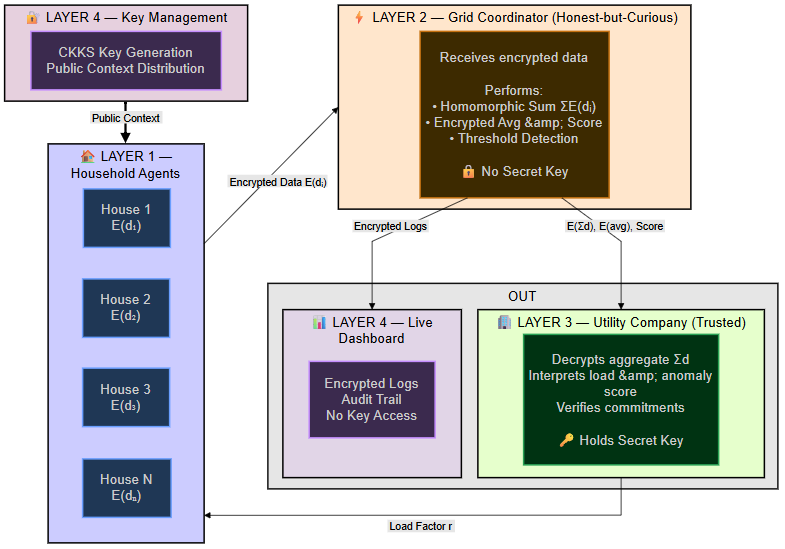 🔐 LAYER 4 — Key Management
CKKS Key Generation
Public Context Distribution
Public Context
🏠 LAYER 1 —
Household Agents
House 1
E(d₁)
House 2
E(d₂)
House 3
E(d₃)
House N
E(dₙ)
Encrypted Data E(dᵢ)
⚡ LAYER 2 — Grid Coordinator (Honest-but-Curious)
Receives encrypted data
Performs:
• Homomorphic Sum ΣE(dᵢ)
• Encrypted Avg &amp; Score
• Threshold Detection
🔒 No Secret Key
Encrypted Logs
E(Σd), E(avg), Score
OUT
📊 LAYER 4 — Live
Dashboard
Encrypted Logs
Audit Trail
No Key Access
🏢 LAYER 3 — Utility Company (Trusted)
Decrypts aggregate Σd
Interprets load &amp; anomaly
score
Verifies commitments
🔑 Holds Secret Key
Load Factor r